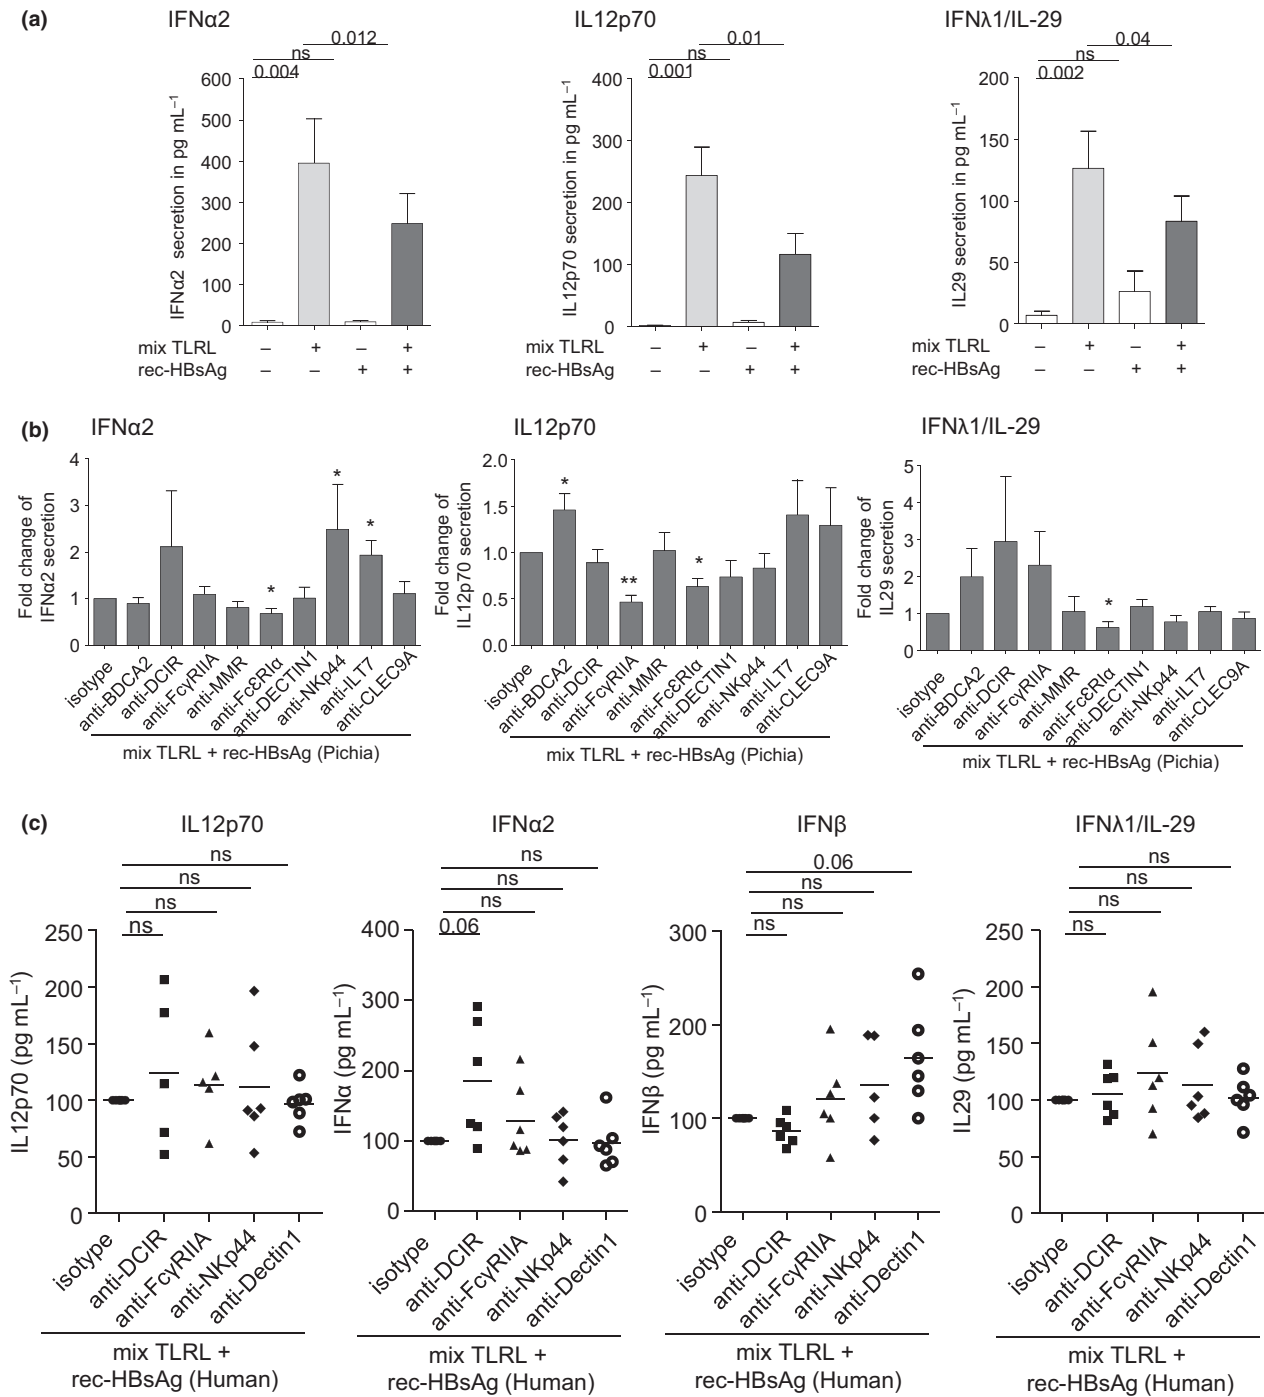 (a)
IFNα2
IL12p70
IFNλ1/IL-29
0.012
ns
0.004
600
500
400
300
200
100
0
IFNα2 secretion in pg mL−1
mix TLRL – + – +
rec-HBsAg – – + +
0.01
ns
0.001
400
300
200
100
0
IL12p70 secretion in pg mL−1
– + – +
– – + +
0.04
ns
0.002
200
150
100
50
0
IL29 secretion in pg mL−1
mix TLRL – + – +
rec-HBsAg – – + +
(b)
IFNα2
4
3
2
1
0
Fold change of
IFNα2 secretion
*
*
*
isotype
anti-BDCA2
anti-DCIR
anti-FcγRIIA
anti-MMR
anti-FcεRIα
anti-DECTIN1
anti-NKp44
anti-ILT7
anti-CLEC9A
mix TLRL + rec-HBsAg (Pichia)
IL12p70
2.0
1.5
1.0
0.5
0.0
Fold change of
IL12p70 secretion
*
**
*
isotype
anti-BDCA2
anti-DCIR
anti-FcγRIIA
anti-MMR
anti-FcεRIα
anti-DECTIN1
anti-NKp44
anti-ILT7
anti-CLEC9A
mix TLRL + rec-HBsAg (Pichia)
IFNλ1/IL-29
5
4
3
2
1
0
Fold change of
IL29 secretion
*
isotype
anti-BDCA2
anti-DCIR
anti-FcγRIIA
anti-MMR
anti-FcεRIα
anti-DECTIN1
anti-NKp44
anti-ILT7
anti-CLEC9A
mix TLRL + rec-HBsAg (Pichia)
(c)
IL12p70
ns
ns
ns
ns
250
200
150
100
50
0
IL12p70 (pg mL−1)
isotype
anti-DCIR
anti-FcγRIIA
anti-NKp44
anti-Dectin1
mix TLRL +
rec-HBsAg (Human)
IFNα2
ns
ns
ns
0.06
400
300
200
100
0
IFNα (pg mL−1)
isotype
anti-DCIR
anti-FcγRIIA
anti-NKp44
anti-Dectin1
mix TLRL +
rec-HBsAg (Human)
IFNβ
0.06
ns
ns
ns
300
200
100
0
IFNβ (pg mL−1)
isotype
anti-DCIR
anti-FcγRIIA
anti-NKp44
anti-Dectin1
mix TLRL +
rec-HBsAg (Human)
IFNλ1/IL-29
ns
ns
ns
ns
250
200
150
100
50
0
IL29 (pg mL−1)
isotype
anti-DCIR
anti-FcγRIIA
anti-NKp44
anti-Dectin1
mix TLRL +
rec-HBsAg (Human)